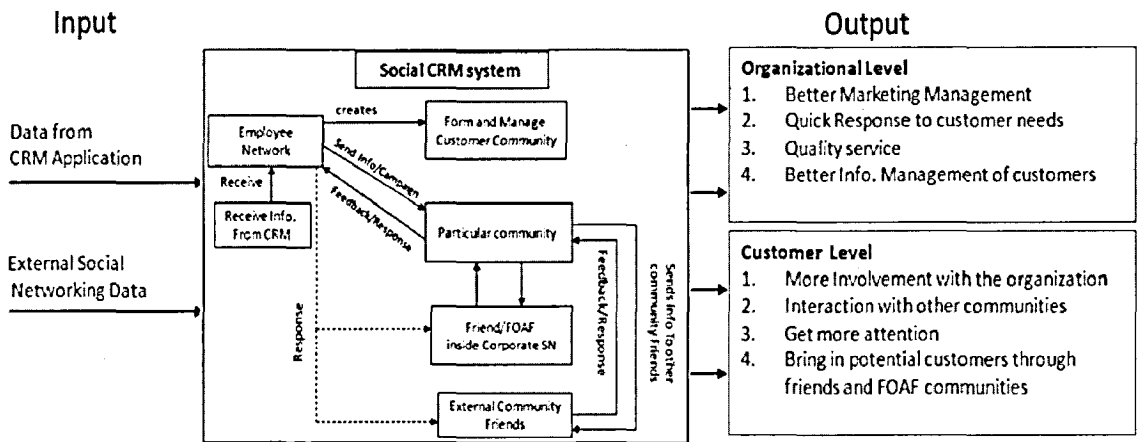 Input
Output
Data from
CRM Application
External Social
Networking Data
Social CRM system
Employee
Network
creates
Form and Manage
Customer Community
Send Info/Campaign
Feedback/Response
Receive
Receive Info.
From CRM
Particular community
Friend/FOAF
inside Corporate SN
External Community
Friends
Response
Feedback/Response
Sends info To other
community Friends
Organizational Level
1. Better Marketing Management
2. Quick Response to customer needs
3. Quality service
4. Better Info. Management of customers
Customer Level
1. More Involvement with the organization
2. Interaction with other communities
3. Get more attention
4. Bring in potential customers through
friends and FOAF communities